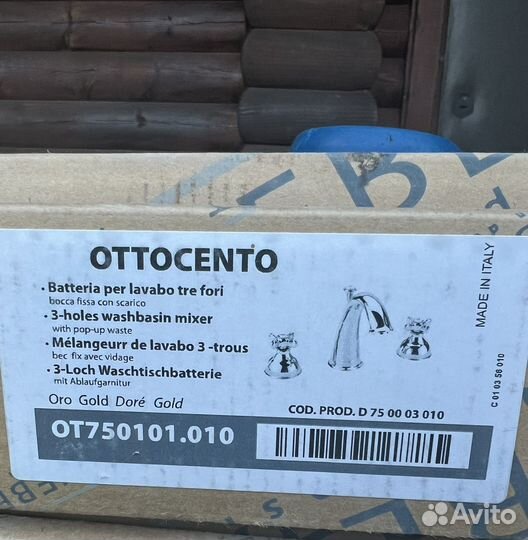 OTTOCENTO
• Batteria per lavabo tre fori
bocca fissa con scarico
• 3-holes washbasin mixer
with pop-up waste
• Mélangeur de lavabo 3 -trous
bec fix avec vidage
• 3-Loch Waschtischbatterie
mit Ablaufgarnitur
Oro Gold Doré Gold
COD. PROD. D 75 00 03 010
OT750101.010
MADE IN ITALY
C 01 03 58 010
Avito